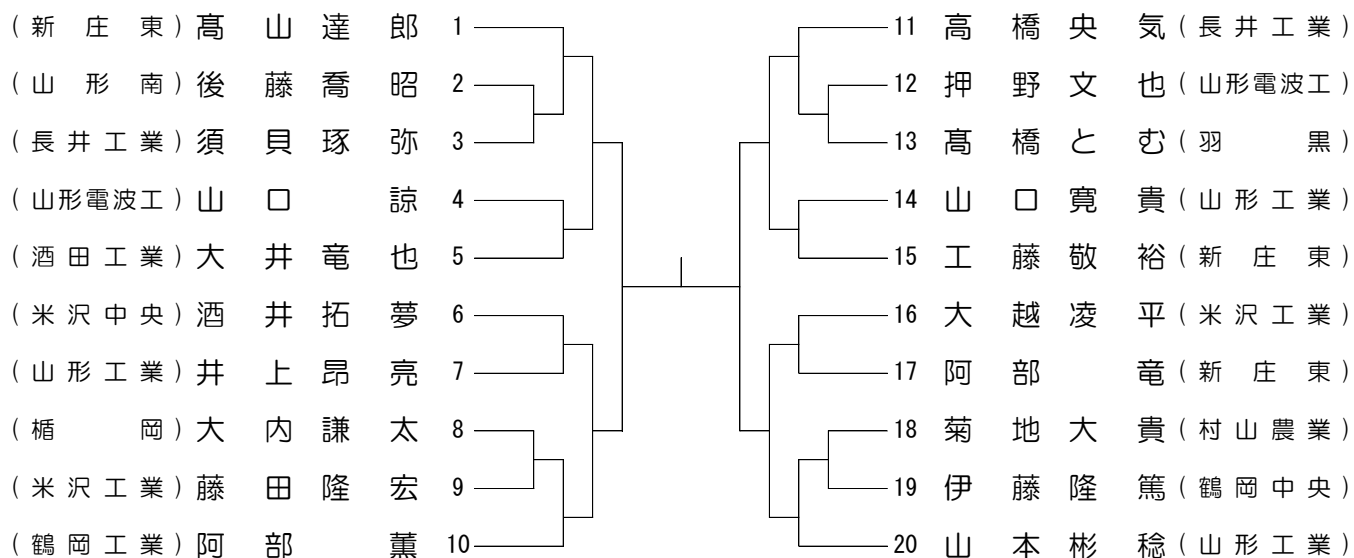 (新庄東) 髙山達郎 1
(山形南) 後藤喬昭 2
(長井工業) 須貝琢弥 3
(山形電波工) 山口諒 4
(酒田工業) 大井竜也 5
(米沢中央) 酒井拓夢 6
(山形工業) 井上昂亮 7
(楯岡) 大内謙太 8
(米沢工業) 藤田隆宏 9
(鶴岡工業) 阿部薫 10
11 高橋央気 (長井工業)
12 押野文也 (山形電波工)
13 髙橋とむ (羽黒)
14 山口寛貴 (山形工業)
15 工藤敬裕 (新庄東)
16 大越凌平 (米沢工業)
17 阿部竜 (新庄東)
18 菊地大貴 (村山農業)
19 伊藤隆篤 (鶴岡中央)
20 山本彬稔 (山形工業)